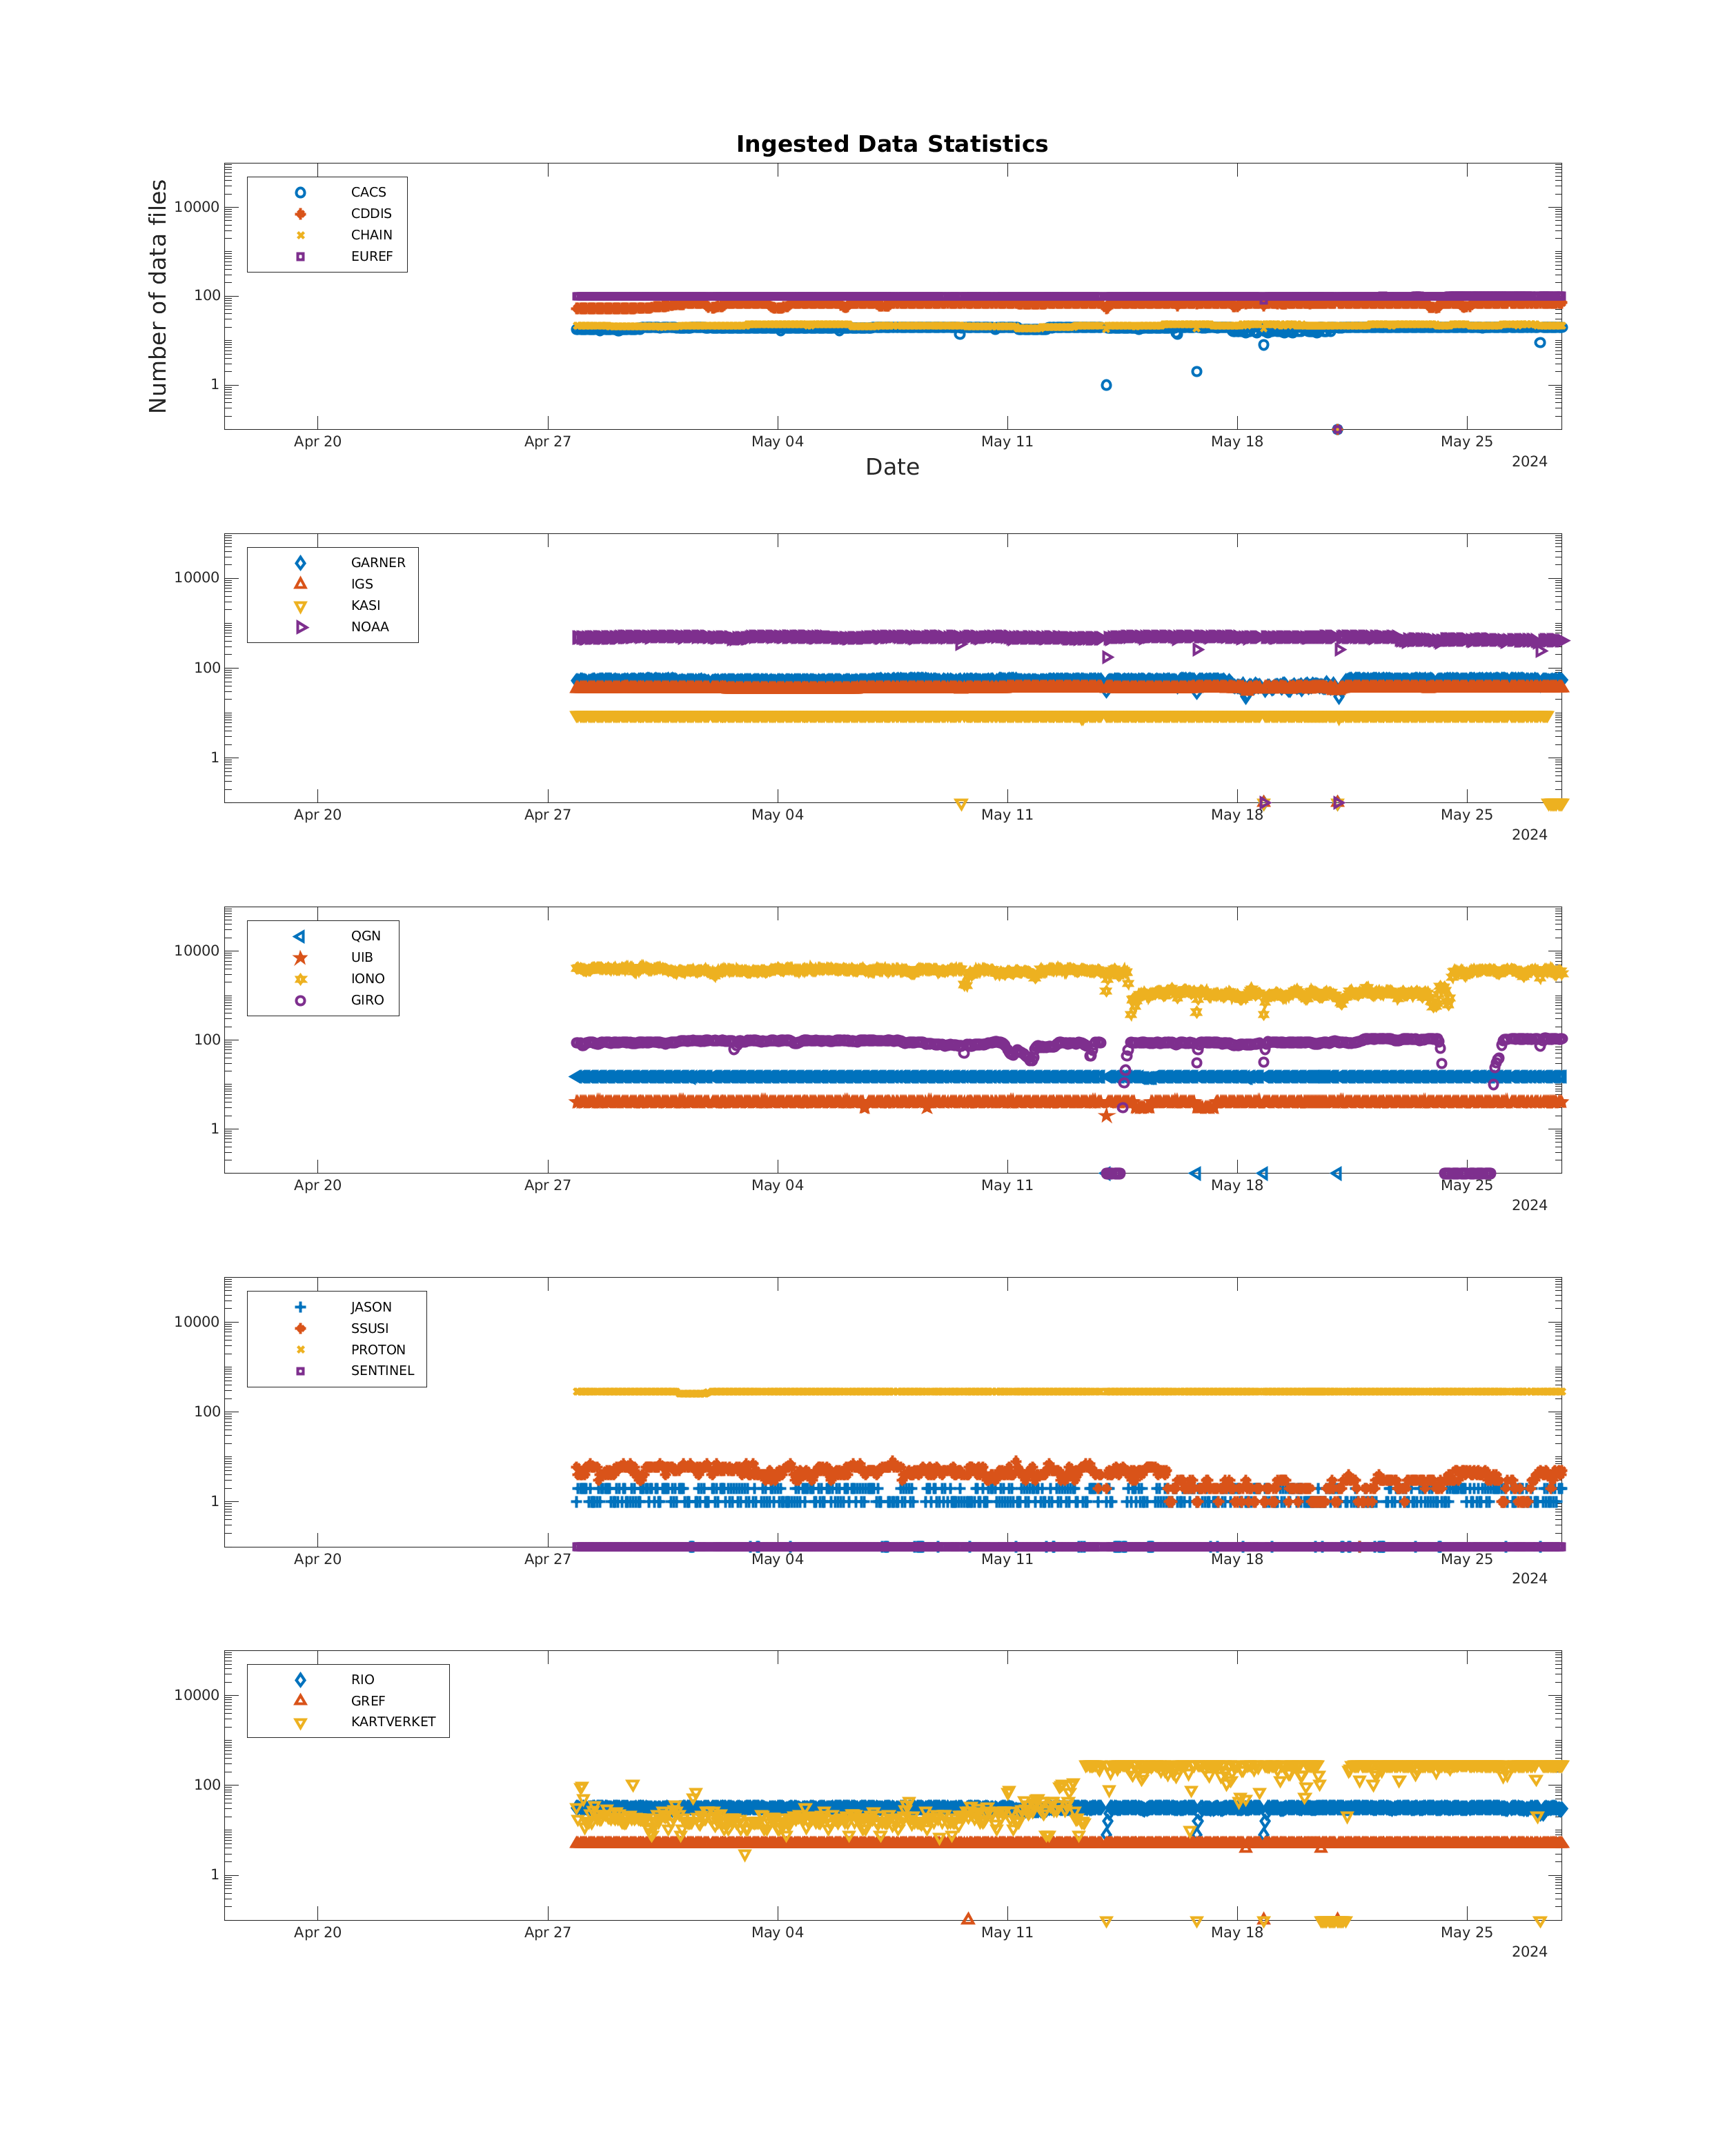 Ingested Data Statistics
Number of data files
CACS
CDDIS
CHAIN
EUREF
10000
100
1
Apr 20 Apr 27 May 04 May 11 May 18 May 25
2024
Date
GARNER
IGS
KASI
NOAA
10000
100
1
Apr 20 Apr 27 May 04 May 11 May 18 May 25
2024
QGN
UIB
IONO
GIRO
10000
100
1
Apr 20 Apr 27 May 04 May 11 May 18 May 25
2024
JASON
SSUSI
PROTON
SENTINEL
10000
100
1
Apr 20 Apr 27 May 04 May 11 May 18 May 25
2024
RIO
GREF
KARTVERKET
10000
100
1
Apr 20 Apr 27 May 04 May 11 May 18 May 25
2024